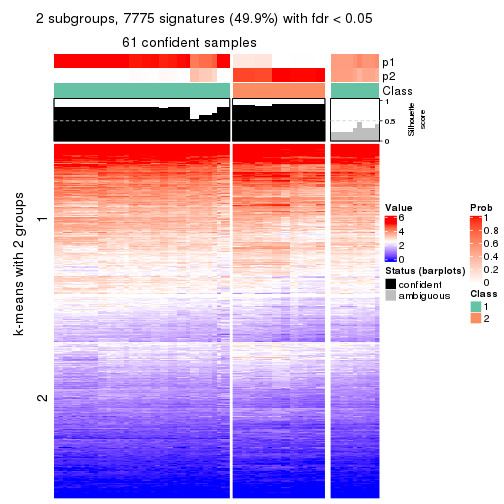 2 subgroups, 7775 signatures (49.9%) with fdr < 0.05
61 confident samples
p1
p2
Class
1
0.5
0
Silhouette
score
k-means with 2 groups
1
2
Value
6
4
2
0
Status (barplots)
confident
ambiguous
Prob
1
0.8
0.6
0.4
0.2
0
Class
1
2